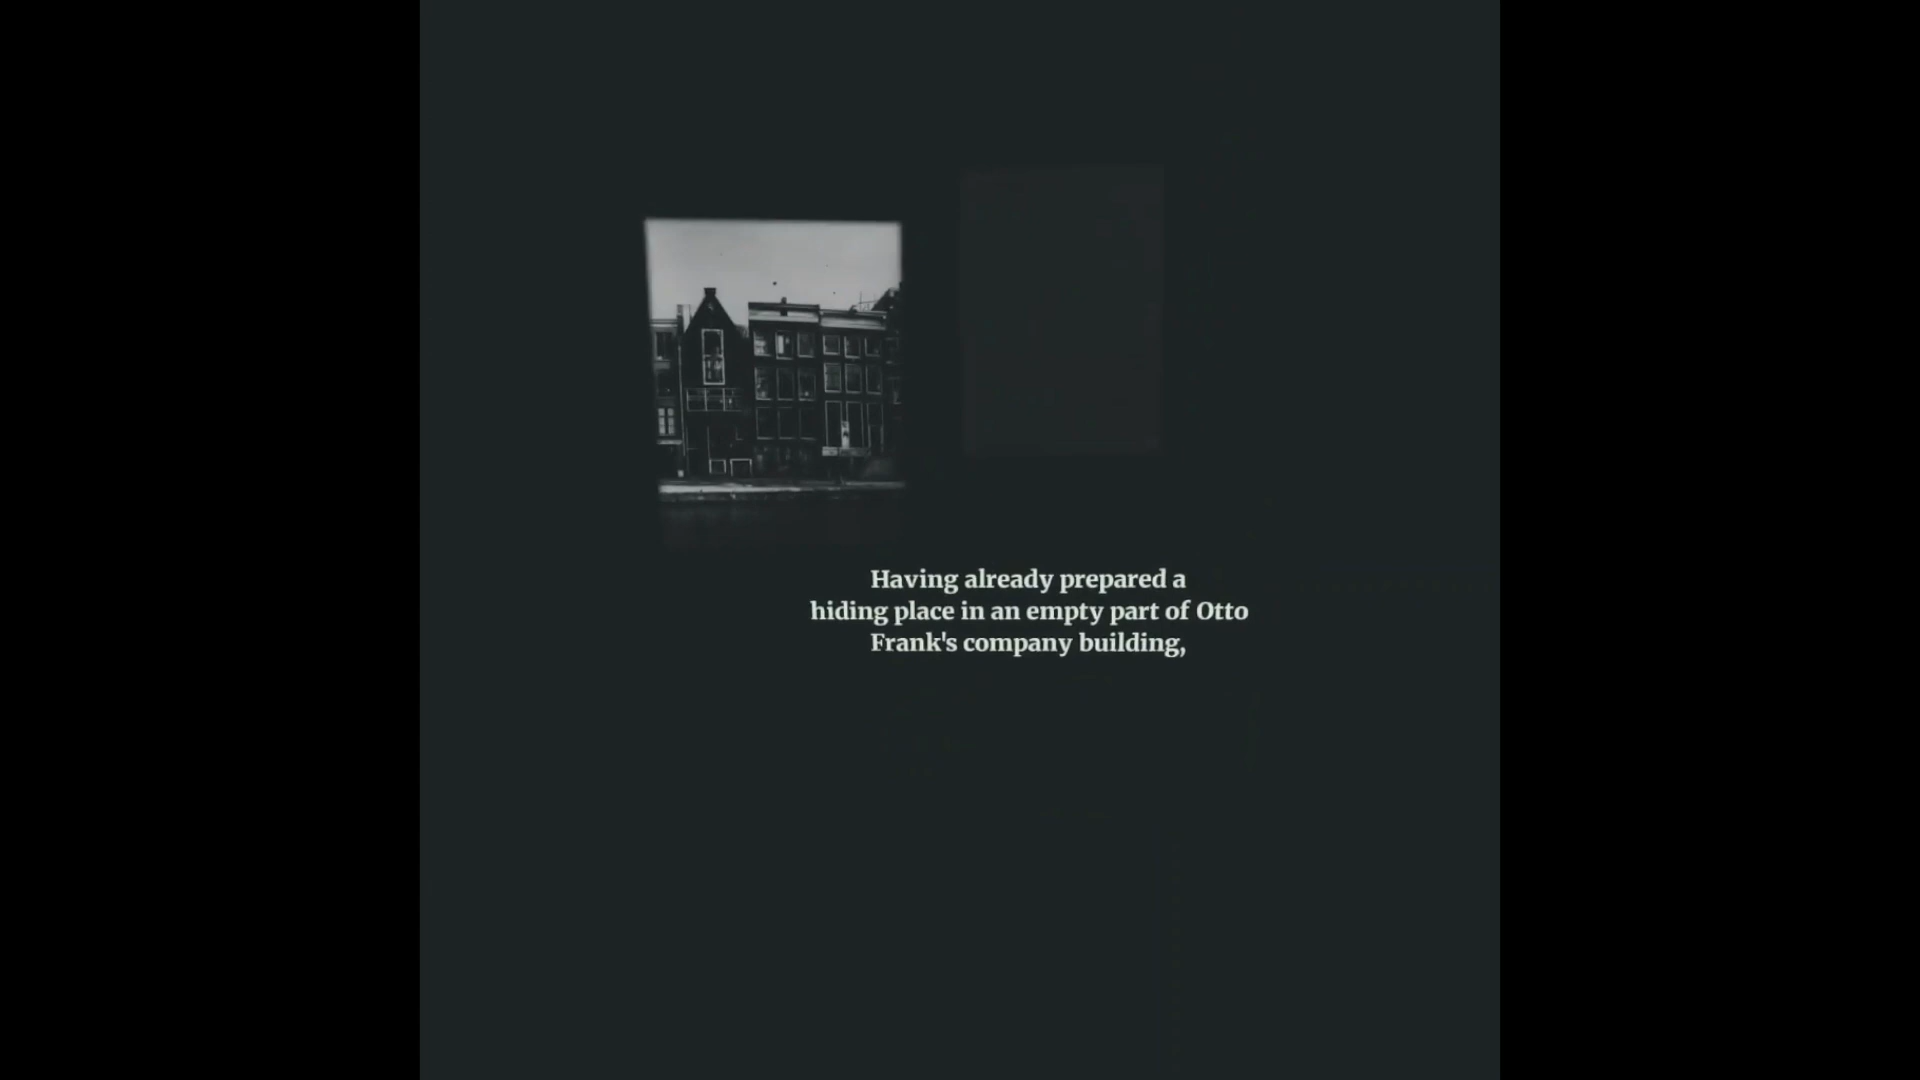 Having already prepared a
hiding place in an empty part of Otto
Frank's company building,